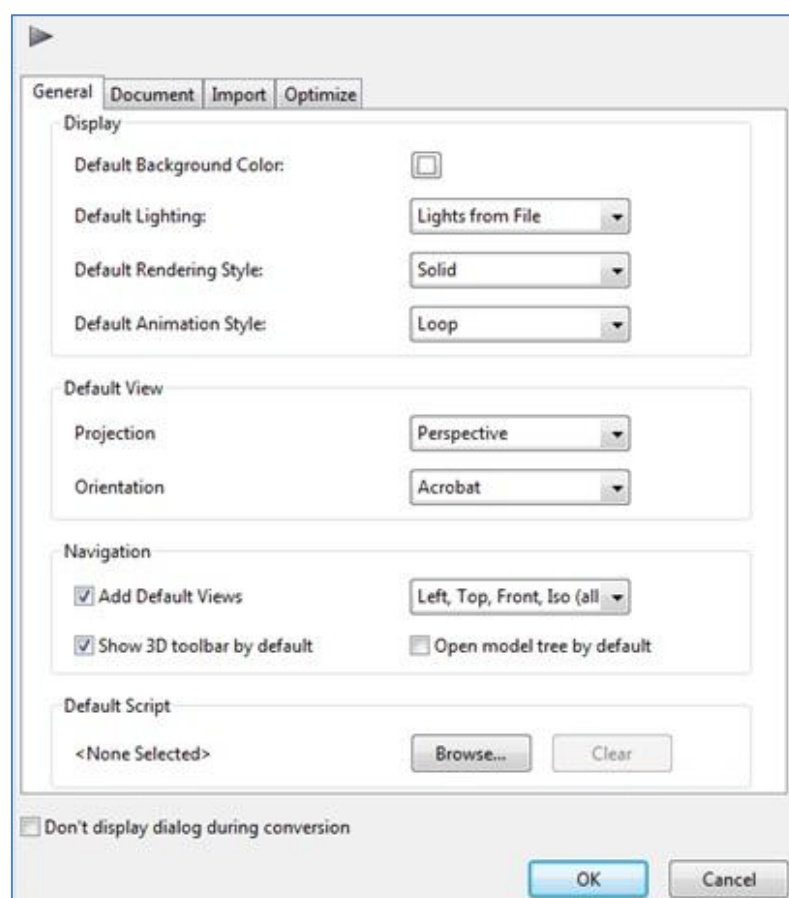 General Document Import Optimize
Display
Default Background Color:
Default Lighting: Lights from File
Default Rendering Style: Solid
Default Animation Style: Loop
Default View
Projection Perspective
Orientation Acrobat
Navigation
Add Default Views Left, Top, Front, Iso (all
Show 3D toolbar by default Open model tree by default
Default Script
<None Selected> Browse... Clear
Don't display dialog during conversion
OK Cancel